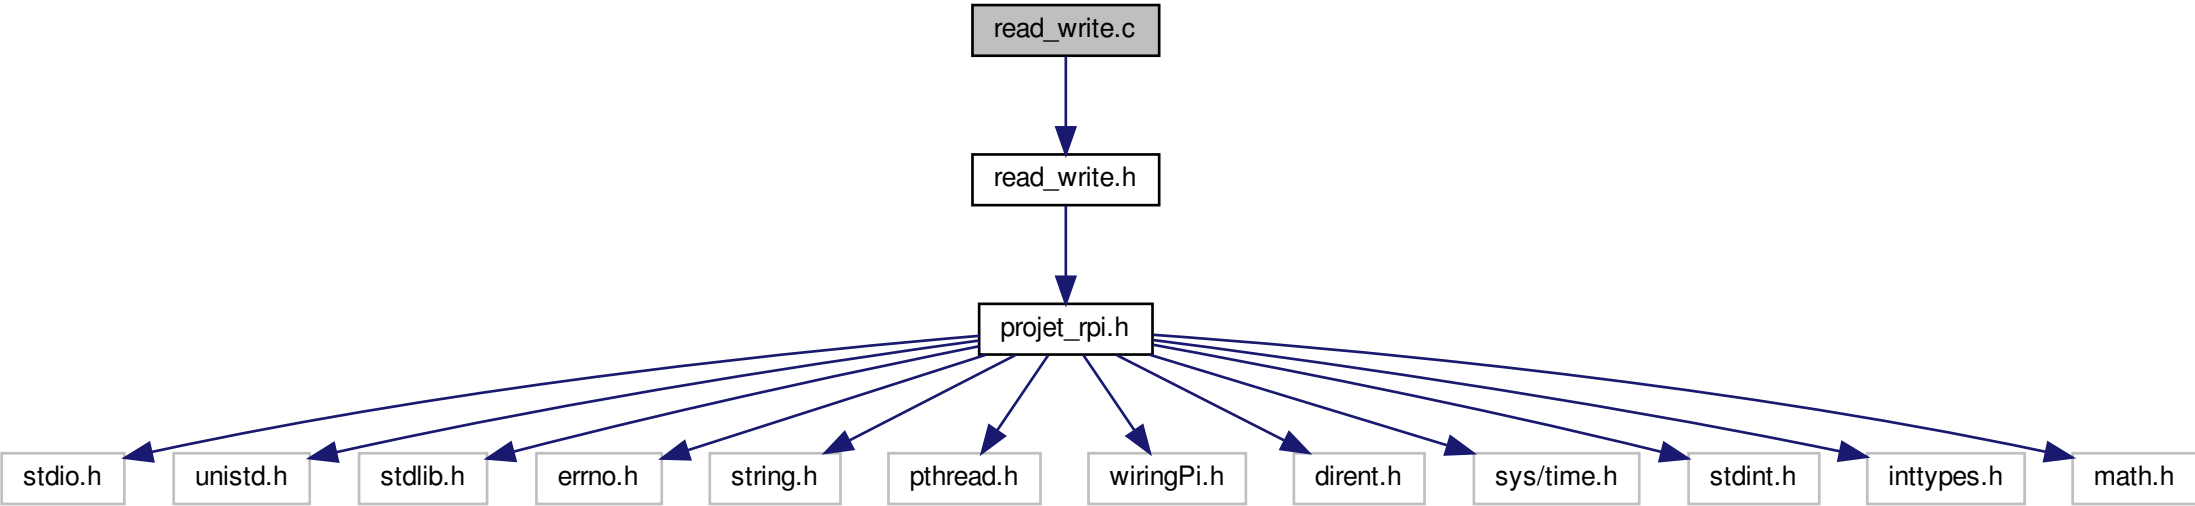 read_write.c
read_write.h
projet_rpi.h
stdio.h
unistd.h
stdlib.h
errno.h
string.h
pthread.h
wiringPi.h
dirent.h
sys/time.h
stdint.h
inttypes.h
math.h